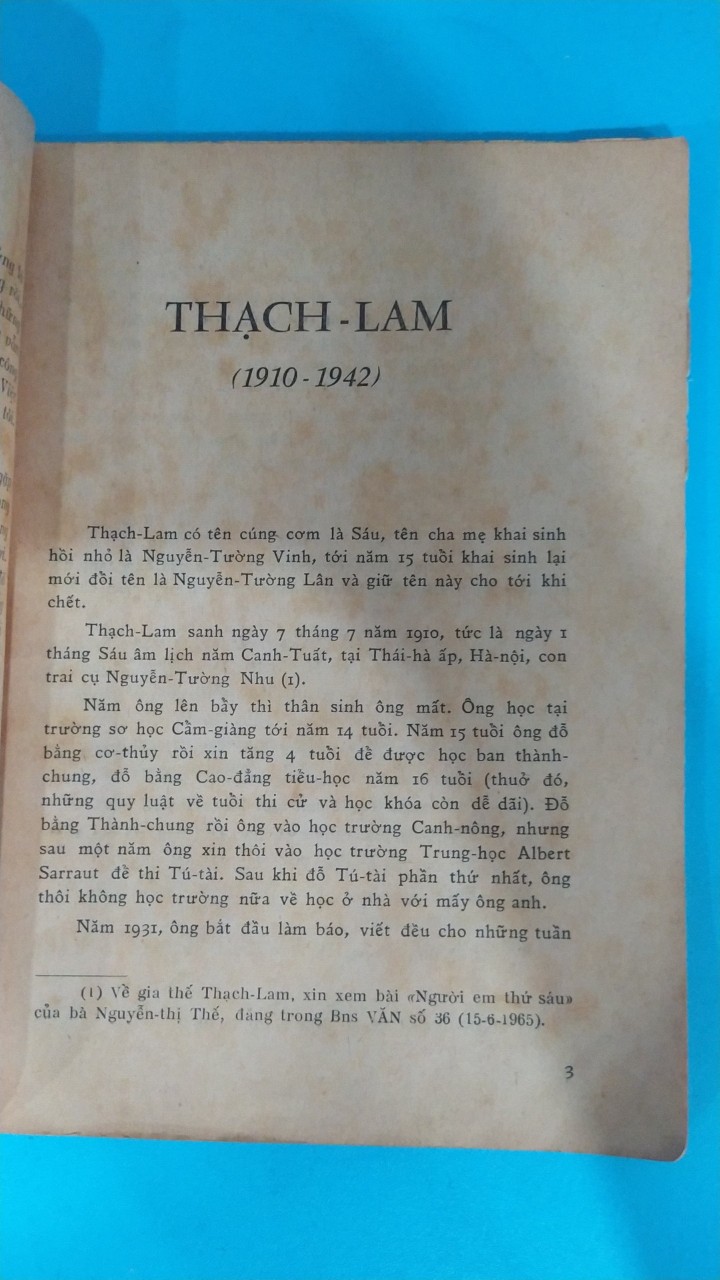 THẠCH-LAM
(1910-1942)
Thạch-Lam có tên cúng cơm là Sáu, tên cha mẹ khai sinh
hồi nhỏ là Nguyễn-Tường Vinh, tới năm 15 tuổi khai sinh lại
mới đổi tên là Nguyễn-Tường Lân và giữ tên này cho tới khi
chết.
Thạch-Lam sanh ngày 7 tháng 7 năm 1910, tức là ngày 1
tháng Sáu âm lịch năm Canh-Tuất, tại Thái-hà ấp, Hà-nội, con
trai cụ Nguyễn-Tường Nhu (1).
Năm ông lên bẩy thì thân sinh ông mất. Ông học tại
trường sơ học Cẩm-giàng tới năm 14 tuổi. Năm 15 tuổi ông đỗ
bằng cơ-thủy rồi xin tăng 4 tuổi để được học ban thành-
chung, đỗ bằng Cao-đẳng tiểu-học năm 16 tuổi (thuở đó,
những quy luật về tuổi thi cử và học khóa còn dễ dãi). Đỗ
bằng Thành-chung rồi ông vào học trường Canh-nông, nhưng
sau một năm ông xin thôi vào học trường Trung-học Albert
Sarraut để thi Tú-tài. Sau khi đỗ Tú-tài phần thứ nhất, ông
thôi không học trường nữa về học ở nhà với mấy ông anh.
Năm 1931, ông bắt đầu làm báo, viết đều cho những tuần
(1) Về gia thế Thạch-Lam, xin xem bài «Người em thứ sáu»
của bà Nguyễn-thị Thế, đăng trong Bns VĂN số 36 (15-6-1965).
3